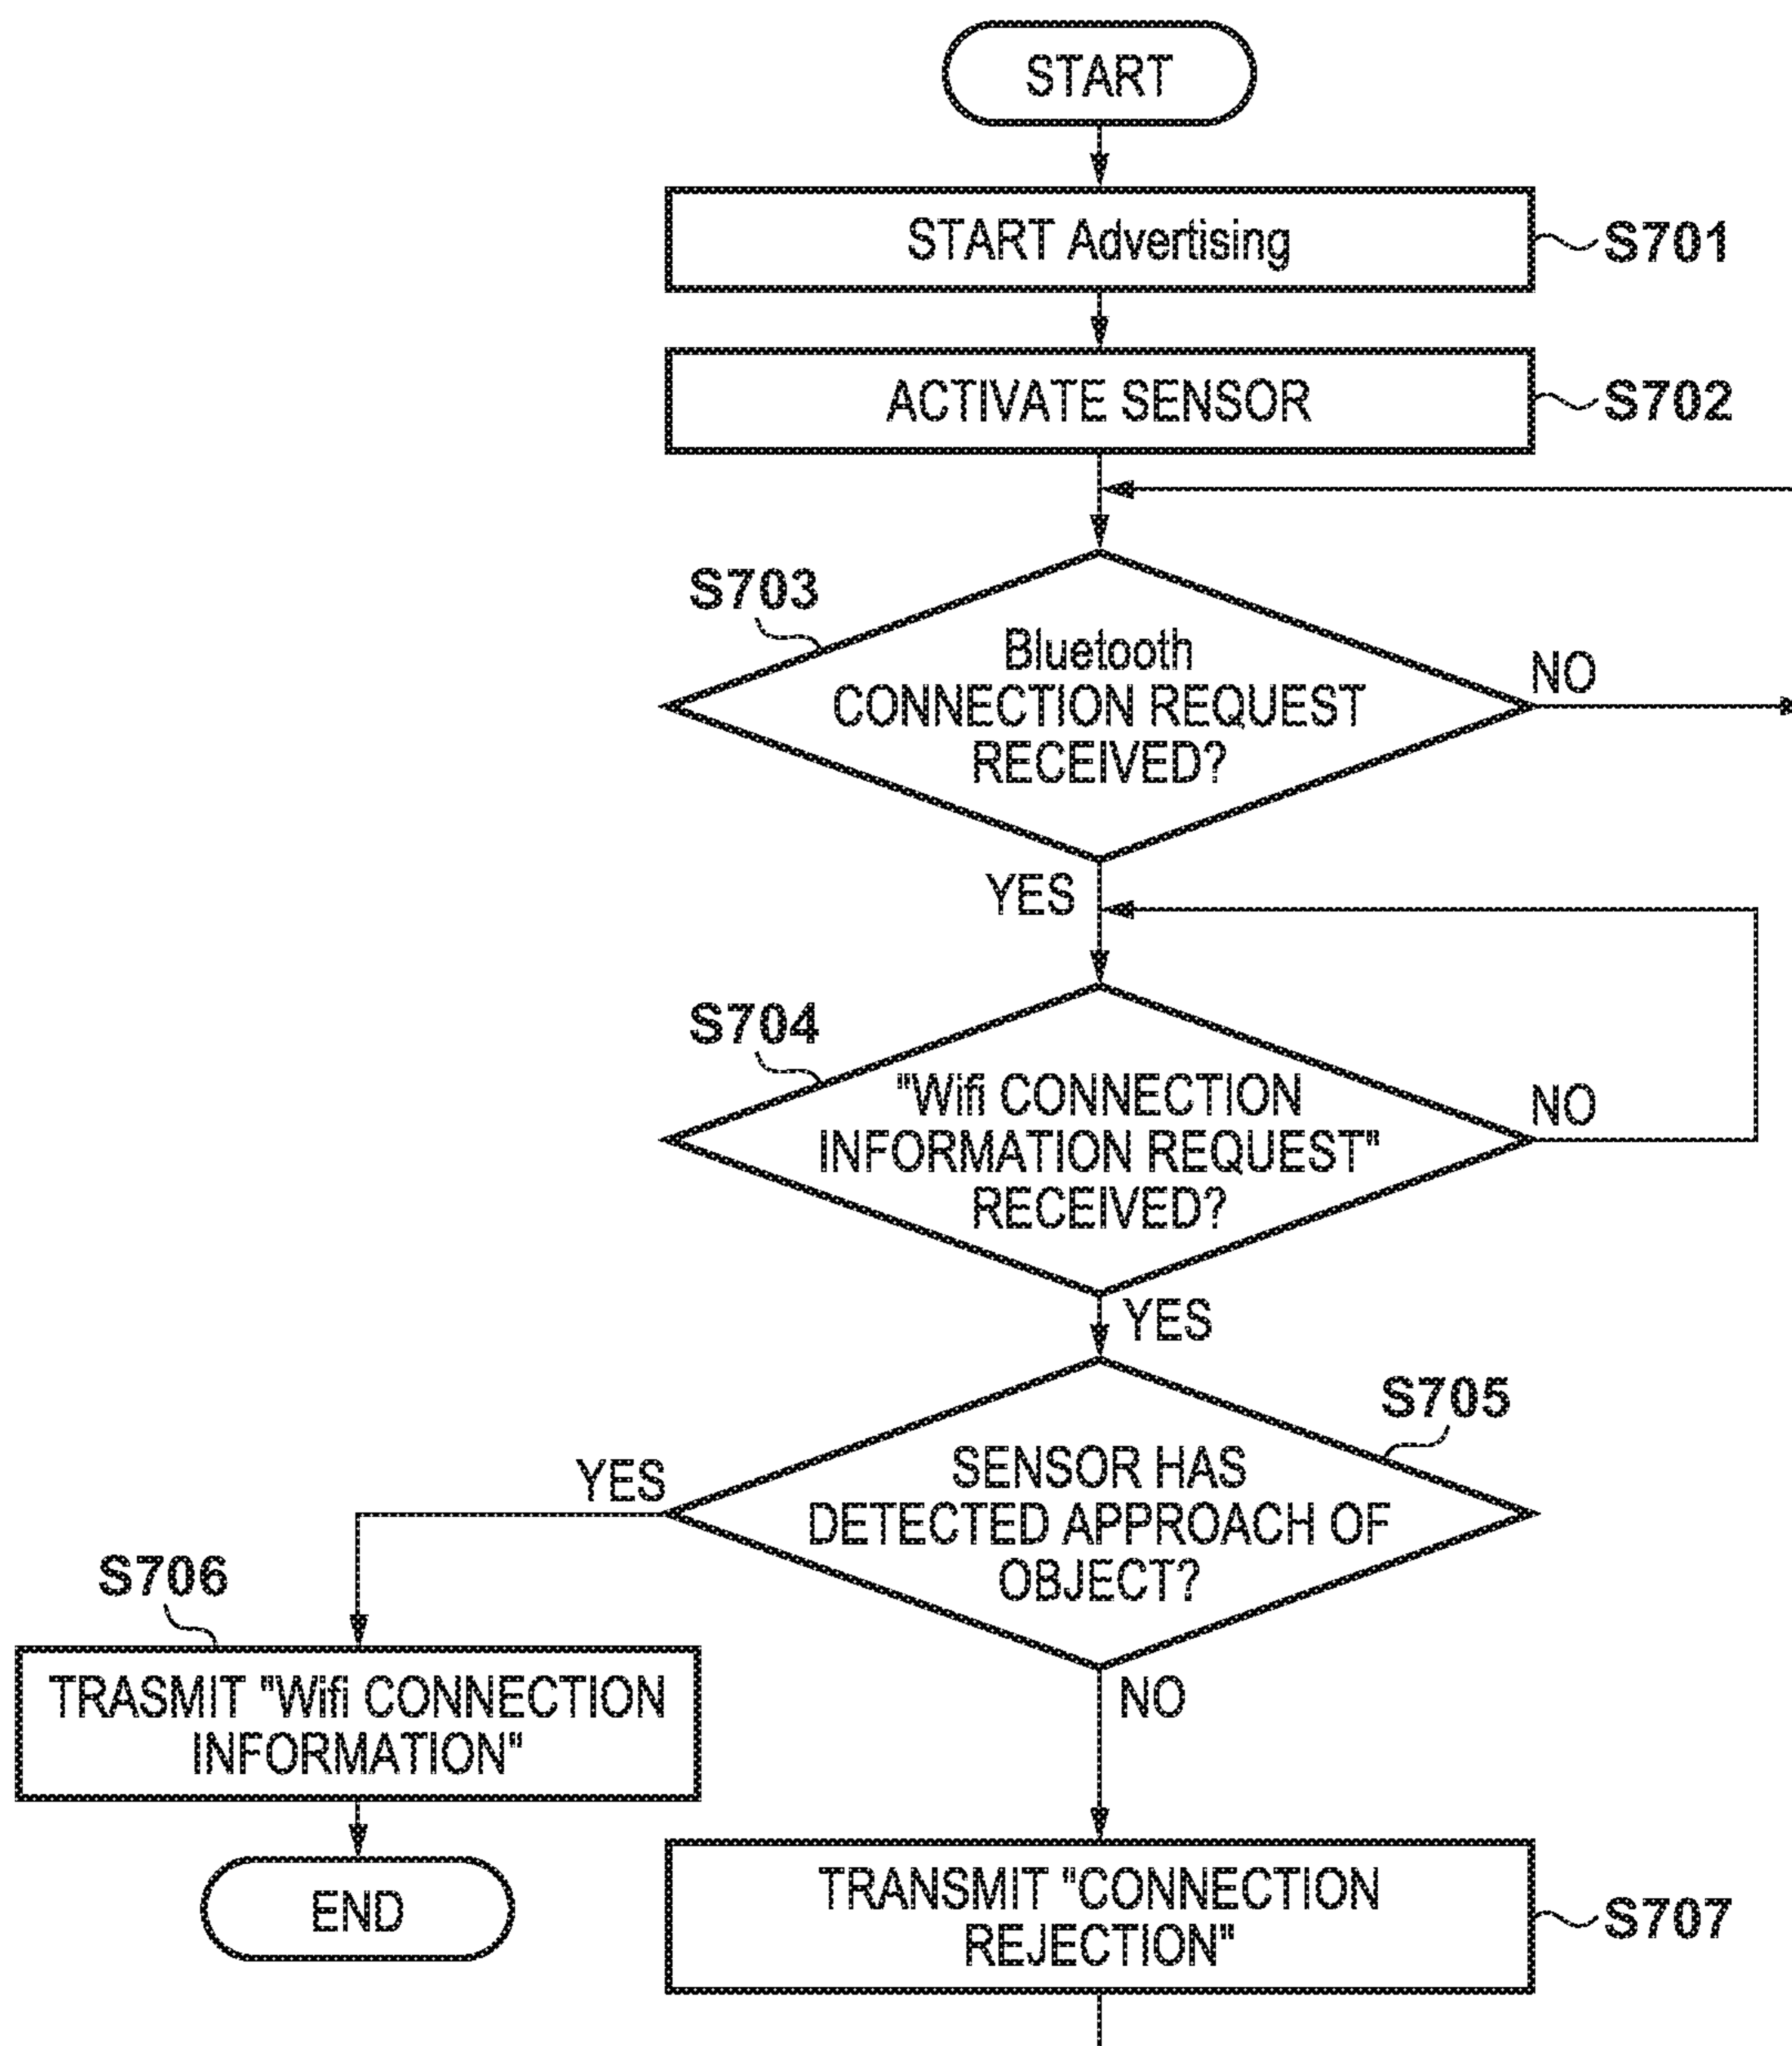 START
START Advertising
S701
ACTIVATE SENSOR
S702
S703
Bluetooth
CONNECTION REQUEST
RECEIVED?
NO
YES
S704
"Wifi CONNECTION
INFORMATION REQUEST"
RECEIVED?
NO
YES
S705
SENSOR HAS
DETECTED APPROACH OF
OBJECT?
YES
S706
TRASMIT "Wifi CONNECTION
INFORMATION"
NO
END
TRANSMIT "CONNECTION
REJECTION"
S707